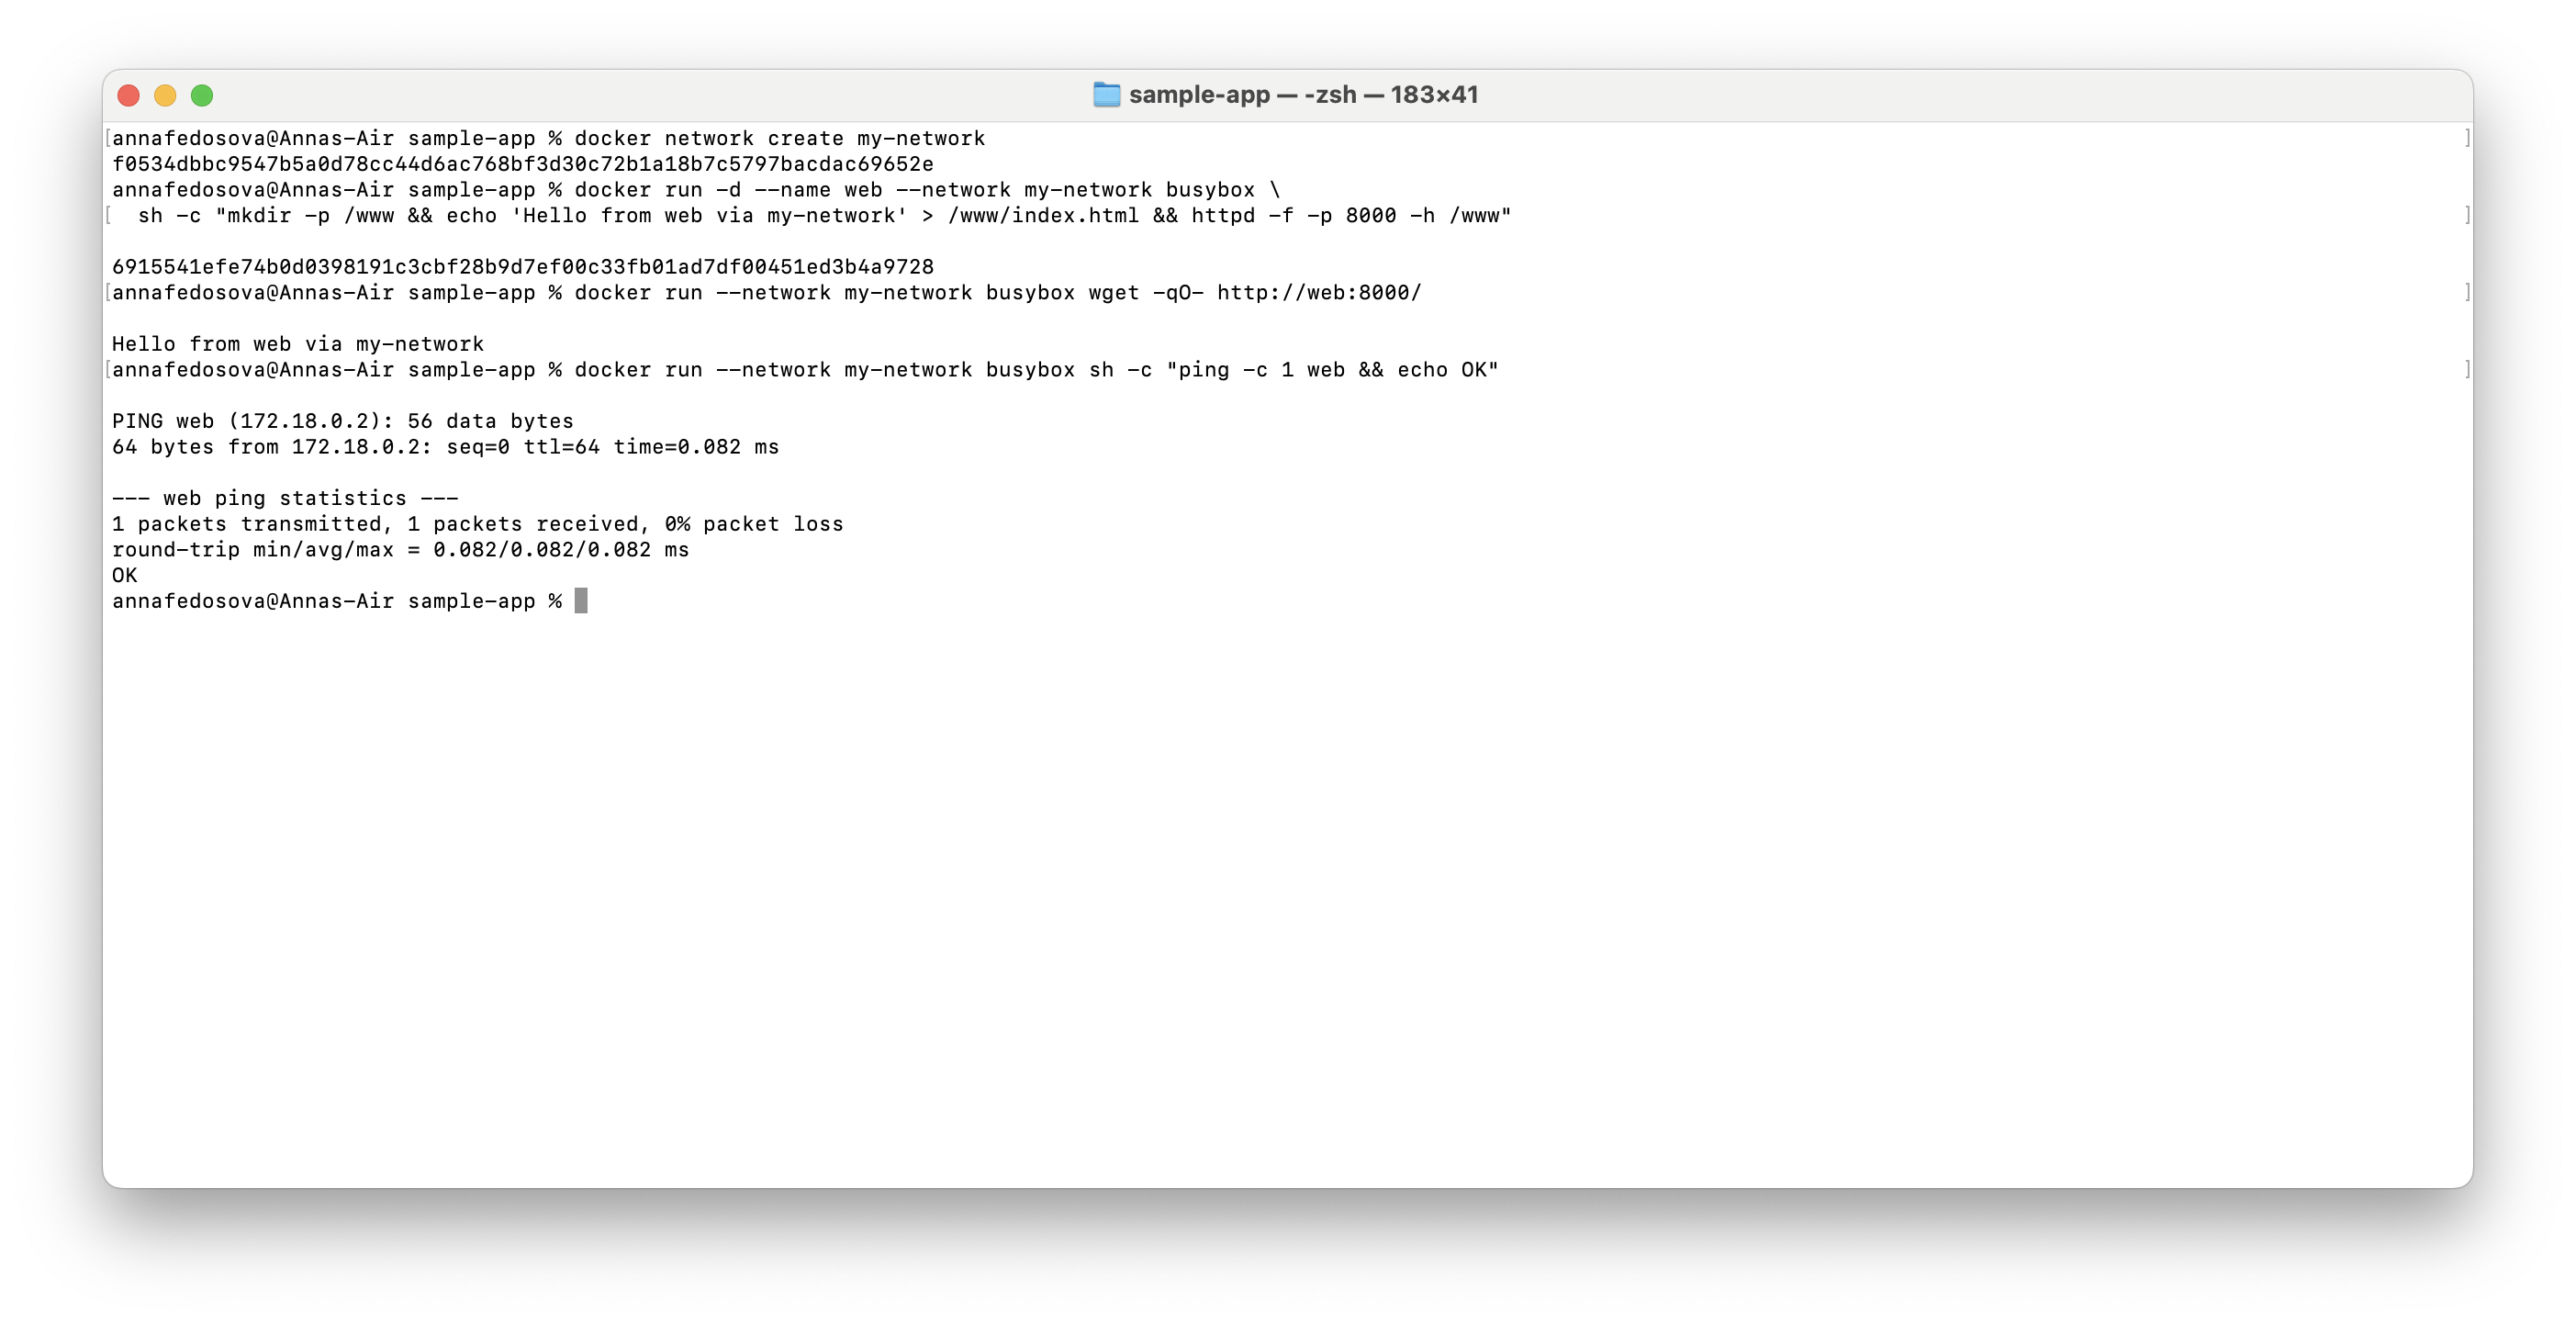 sample-app — -zsh — 183×41
[annafedosova@Annas-Air sample-app % docker network create my-network ]
f0534dbbc9547b5a0d78cc44d6ac768bf3d30c72b1a18b7c5797bacdac69652e
annafedosova@Annas-Air sample-app % docker run -d --name web --network my-network busybox \
[  sh -c "mkdir -p /www && echo 'Hello from web via my-network' > /www/index.html && httpd -f -p 8000 -h /www" ]
6915541efe74b0d0398191c3cbf28b9d7ef00c33fb01ad7df00451ed3b4a9728
[annafedosova@Annas-Air sample-app % docker run --network my-network busybox wget -qO- http://web:8000/ ]
Hello from web via my-network
[annafedosova@Annas-Air sample-app % docker run --network my-network busybox sh -c "ping -c 1 web && echo OK" ]
PING web (172.18.0.2): 56 data bytes
64 bytes from 172.18.0.2: seq=0 ttl=64 time=0.082 ms
--- web ping statistics ---
1 packets transmitted, 1 packets received, 0% packet loss
round-trip min/avg/max = 0.082/0.082/0.082 ms
OK
annafedosova@Annas-Air sample-app %